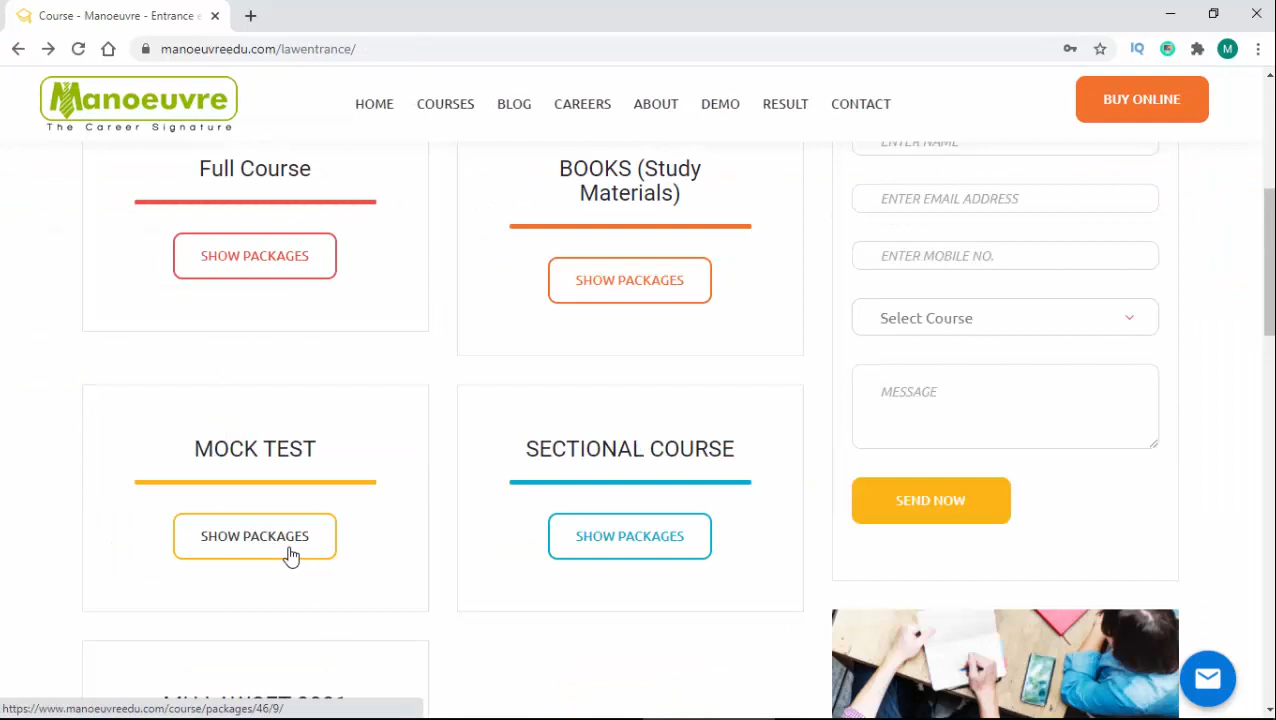 Course - Manoeuvre - Entrance e
manoeuvreedu.com/lawentrance/
IQ
M
Manoeuvre
The Career Signature
HOME COURSES BLOG CAREERS ABOUT DEMO RESULT CONTACT
BUY ONLINE
Full Course
SHOW PACKAGES
BOOKS (Study
Materials)
SHOW PACKAGES
ENTER NAME
ENTER EMAIL ADDRESS
ENTER MOBILE NO.
Select Course
MESSAGE
SEND NOW
MOCK TEST
SHOW PACKAGES
SECTIONAL COURSE
SHOW PACKAGES
https://www.manoeuvreedu.com/course/packages/46/9/